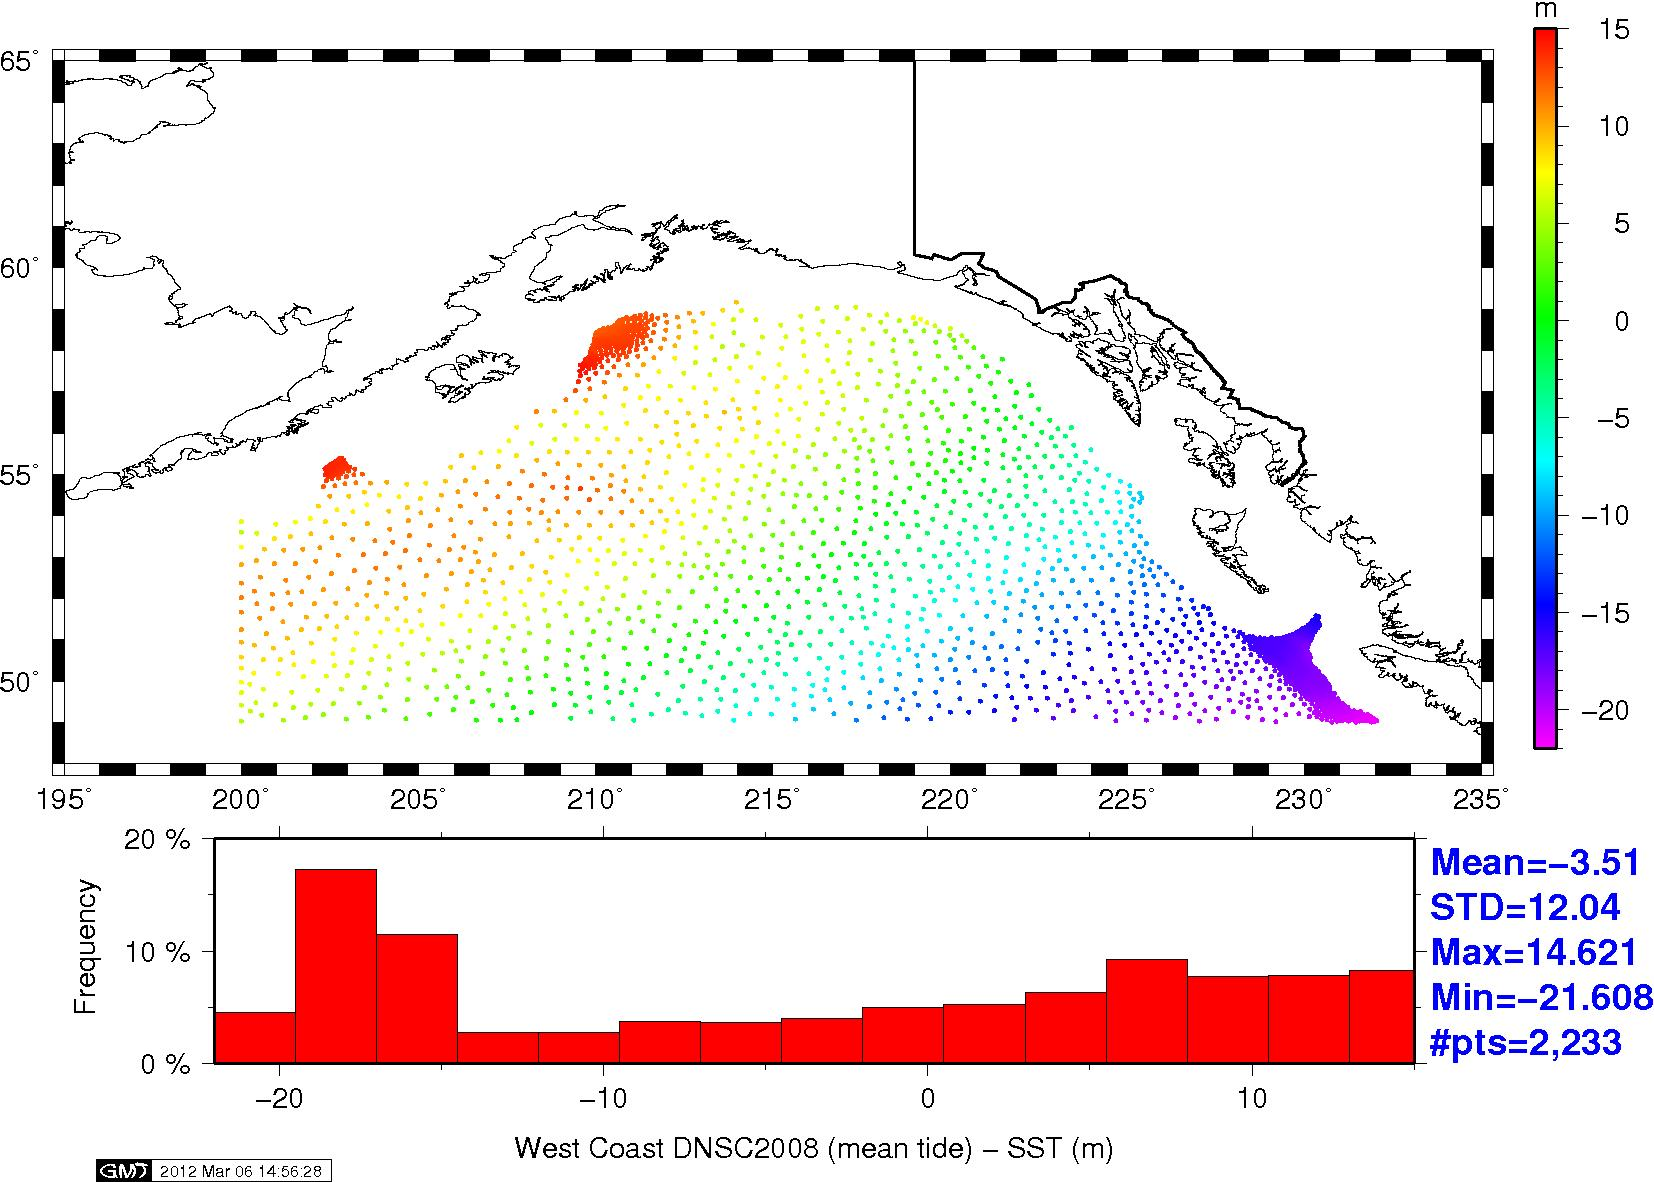 m
15
10
5
0
−5
−10
−15
−20
65°
60°
55°
50°
195° 200° 205° 210° 215° 220° 225° 230° 235°
20 %
10 %
0 %
Frequency
−20 −10 0 10
West Coast DNSC2008 (mean tide) − SST (m)
Mean=−3.51
STD=12.04
Max=14.621
Min=−21.608
#pts=2,233
GMT 2012 Mar 06 14:56:28